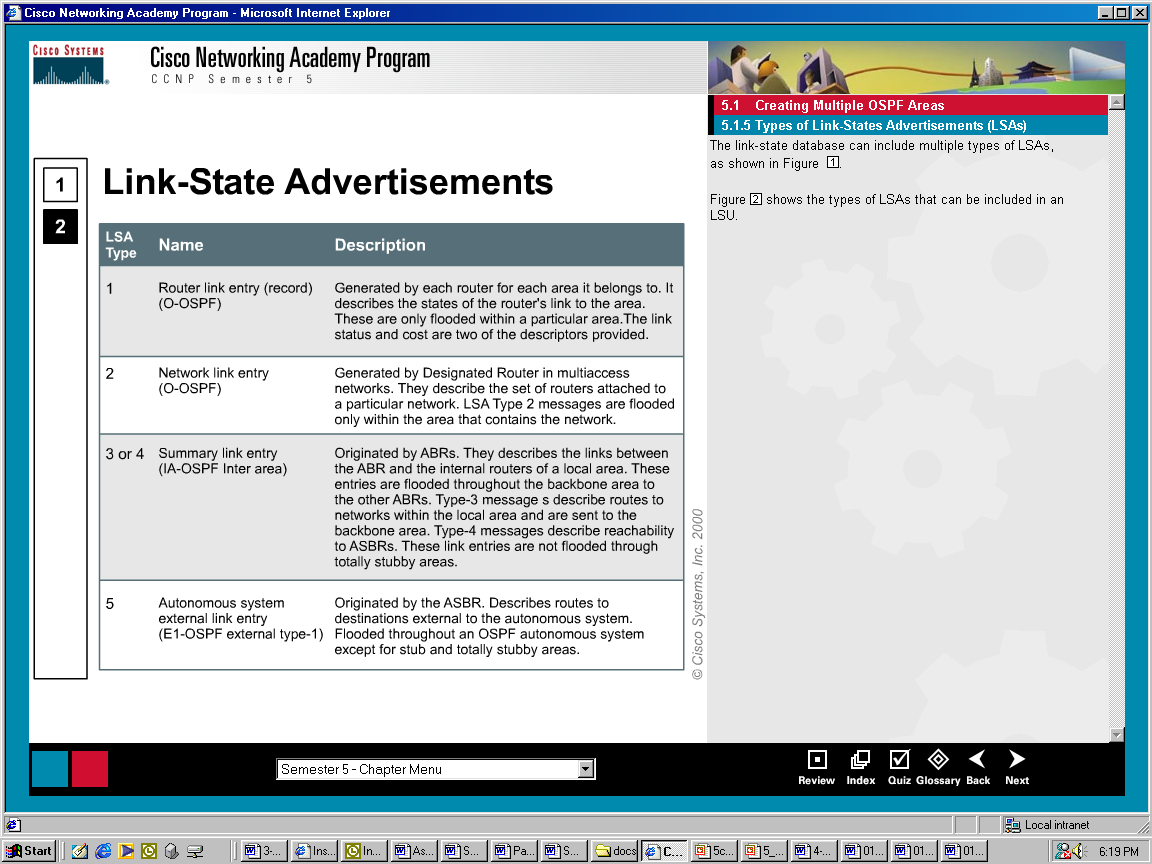 Cisco Networking Academy Program - Microsoft Internet Explorer
CISCO SYSTEMS
Cisco Networking Academy Program
CCNP Semester 5
5.1 Creating Multiple OSPF Areas
5.1.5 Types of Link-States Advertisements (LSAs)
The link-state database can include multiple types of LSAs,
as shown in Figure 1.
Figure 2 shows the types of LSAs that can be included in an
LSU.
1
2
Link-State Advertisements
LSA
Type
Name
Description
1
Router link entry (record)
(O-OSPF)
Generated by each router for each area it belongs to. It
describes the states of the router's link to the area.
These are only flooded within a particular area.The link
status and cost are two of the descriptors provided.
2
Network link entry
(O-OSPF)
Generated by Designated Router in multiaccess
networks. They describe the set of routers attached to
a particular network. LSA Type 2 messages are flooded
only within the area that contains the network.
3 or 4
Summary link entry
(IA-OSPF Inter area)
Originated by ABRs. They describes the links between
the ABR and the internal routers of a local area. These
entries are flooded throughout the backbone area to
the other ABRs. Type-3 message s describe routes to
networks within the local area and are sent to the
backbone area. Type-4 messages describe reachability
to ASBRs. These link entries are not flooded through
totally stubby areas.
5
Autonomous system
external link entry
(E1-OSPF external type-1)
Originated by the ASBR. Describes routes to
destinations external to the autonomous system.
Flooded throughout an OSPF autonomous system
except for stub and totally stubby areas.
© Cisco Systems, Inc. 2000
Semester 5 - Chapter Menu
Review Index Quiz Glossary Back Next
Local intranet
Start 3-... Ins... In... As... S... Pa... S... docs C... 5c... 5_... 4-... 01... 01... 01... 6:19 PM